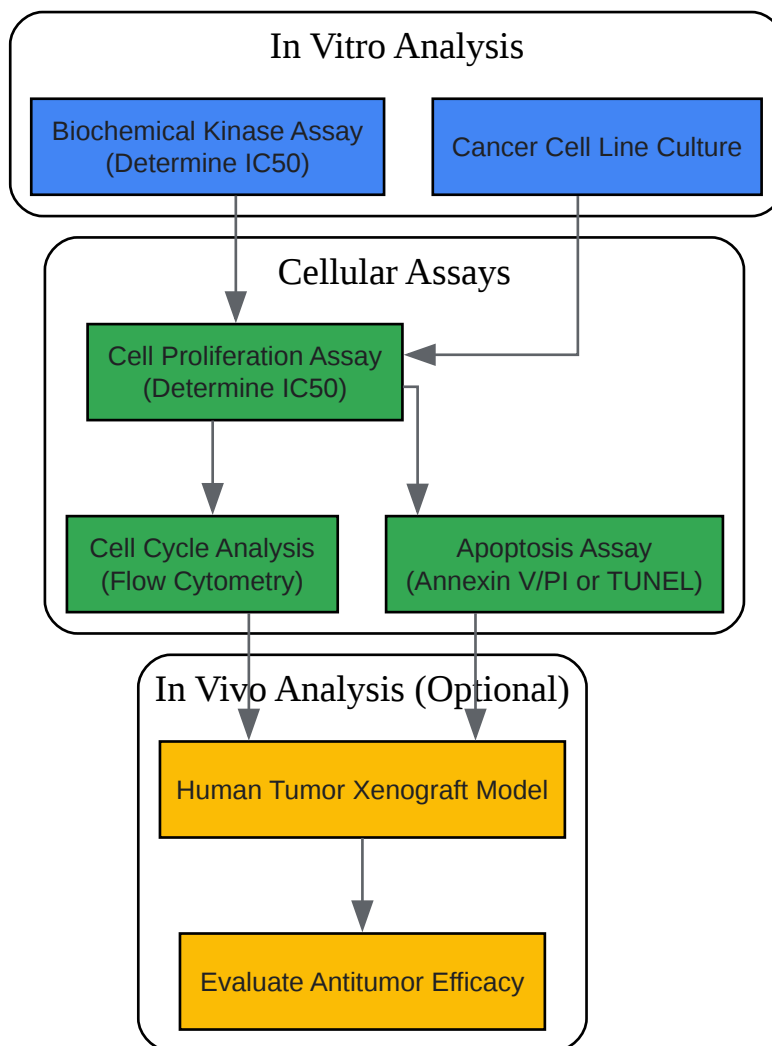 In Vitro Analysis
Biochemical Kinase Assay
(Determine IC50)
Cancer Cell Line Culture
Cellular Assays
Cell Proliferation Assay
(Determine IC50)
Cell Cycle Analysis
(Flow Cytometry)
Apoptosis Assay
(Annexin V/PI or TUNEL)
In Vivo Analysis (Optional)
Human Tumor Xenograft Model
Evaluate Antitumor Efficacy